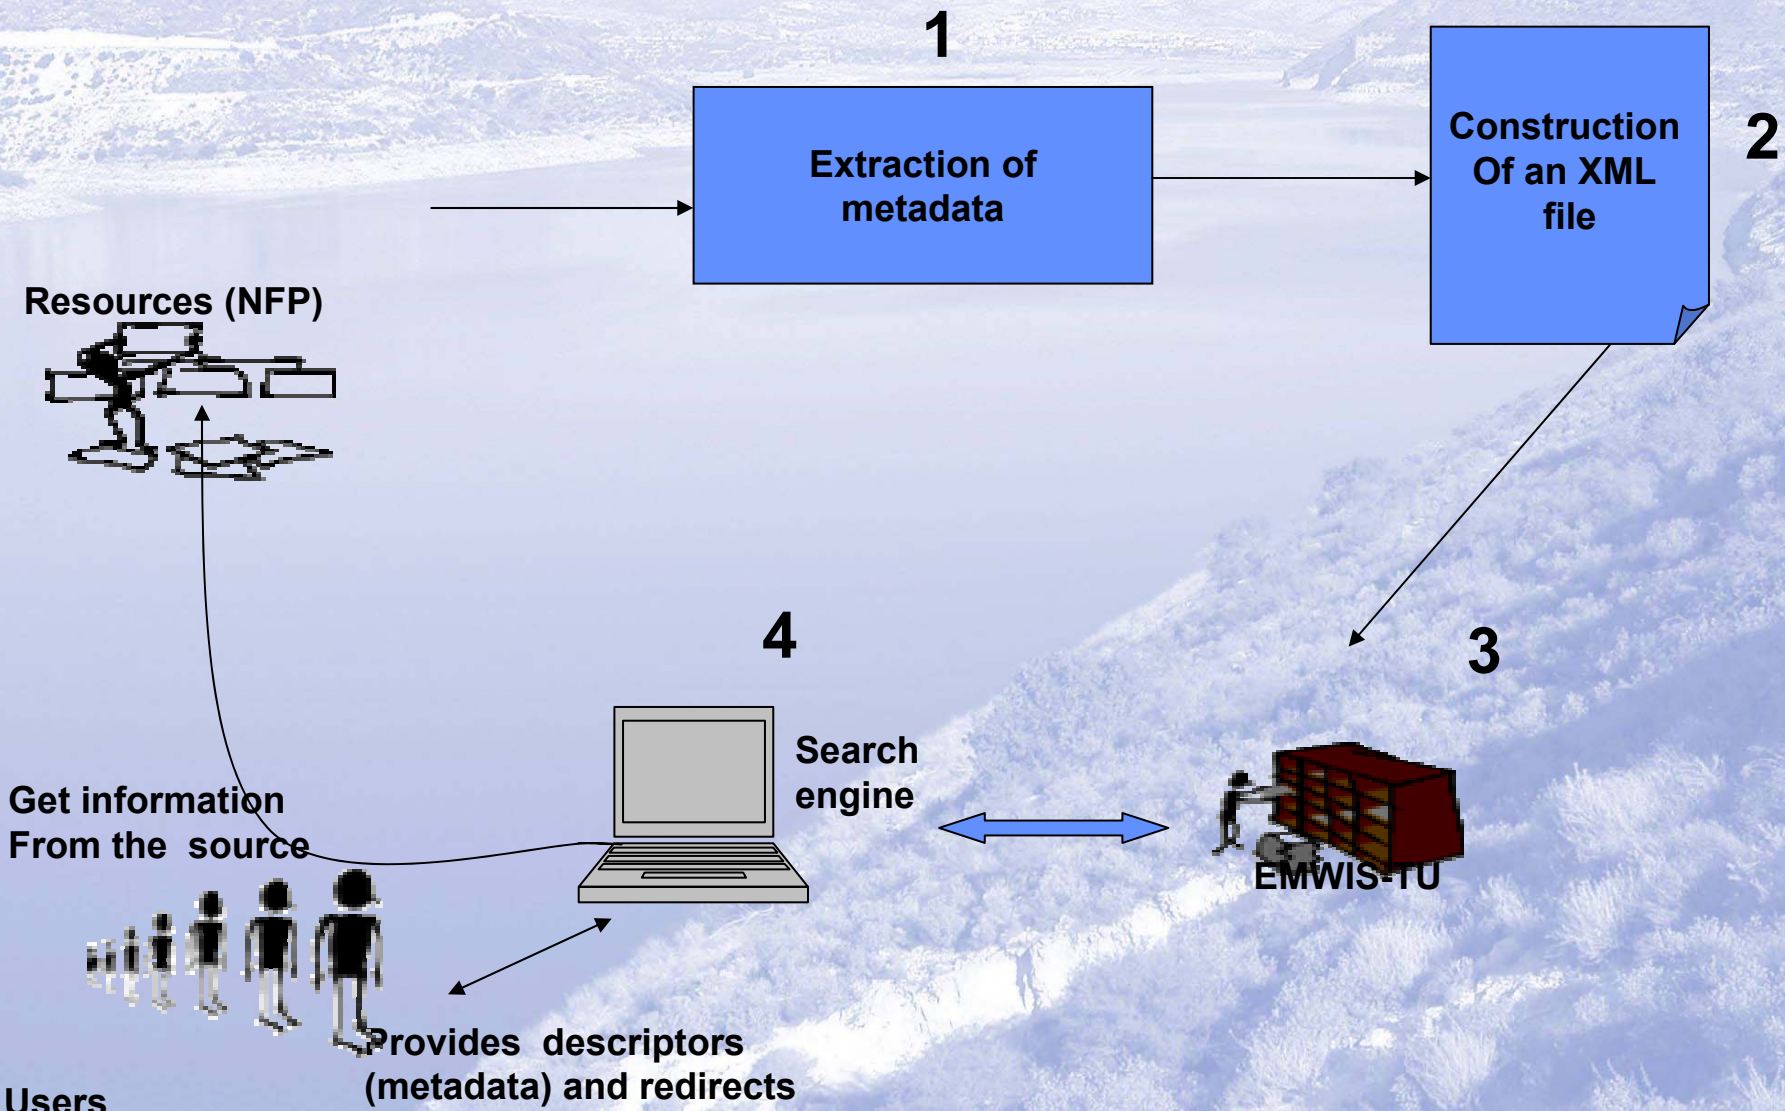 1
Extraction of
metadata
Construction
Of an XML
file
2
Resources (NFP)
4
3
Search
engine
Get information
From the source
EMWIS-TU
Provides descriptors
(metadata) and redirects
Users